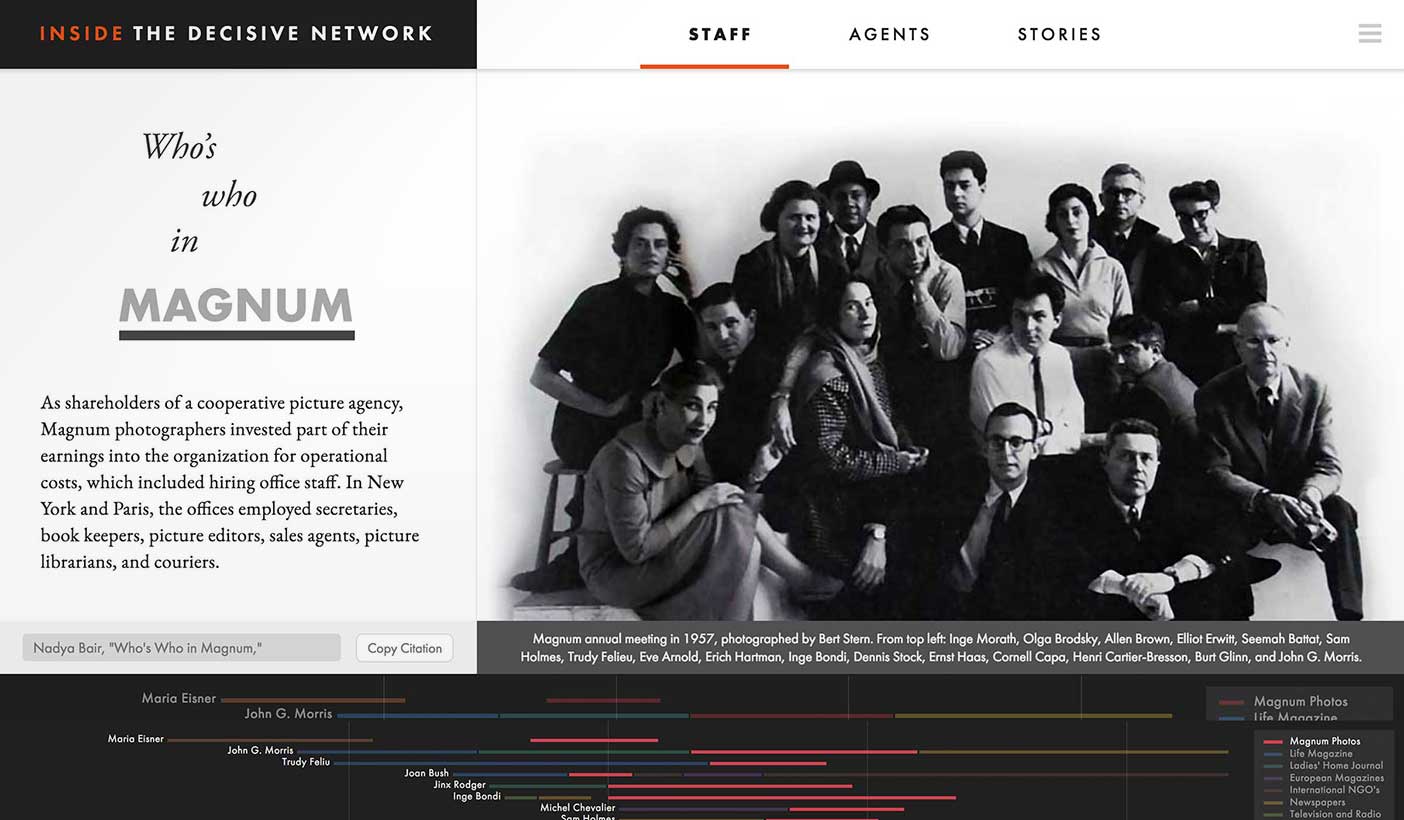 INSIDE THE DECISIVE NETWORK
STAFF
AGENTS
STORIES
Who's
who
in
MAGNUM
As shareholders of a cooperative picture agency,
Magnum photographers invested part of their
earnings into the organization for operational
costs, which included hiring office staff. In New
York and Paris, the offices employed secretaries,
book keepers, picture editors, sales agents, picture
librarians, and couriers.
Nadya Bair, "Who's Who in Magnum,"
Copy Citation
Magnum annual meeting in 1957, photographed by Bert Stern. From top left: Inge Morath, Olga Brodsky, Allen Brown, Elliot Erwitt, Seemah Battat, Sam
Holmes, Trudy Felieu, Eve Arnold, Erich Hartman, Inge Bondi, Dennis Stock, Ernst Haas, Cornell Capa, Henri Cartier-Bresson, Burt Glinn, and John G. Morris.
Maria Eisner
John G. Morris
Magnum Photos
Life Magazine
Maria Eisner
John G. Morris
Trudy Feliu
Joan Bush
Jinx Rodger
Inge Bondi
Michel Chevalier
Sam Holmes
Magnum Photos
Life Magazine
Ladies' Home Journal
European Magazines
International NGO's
Newspapers
Television and Radio